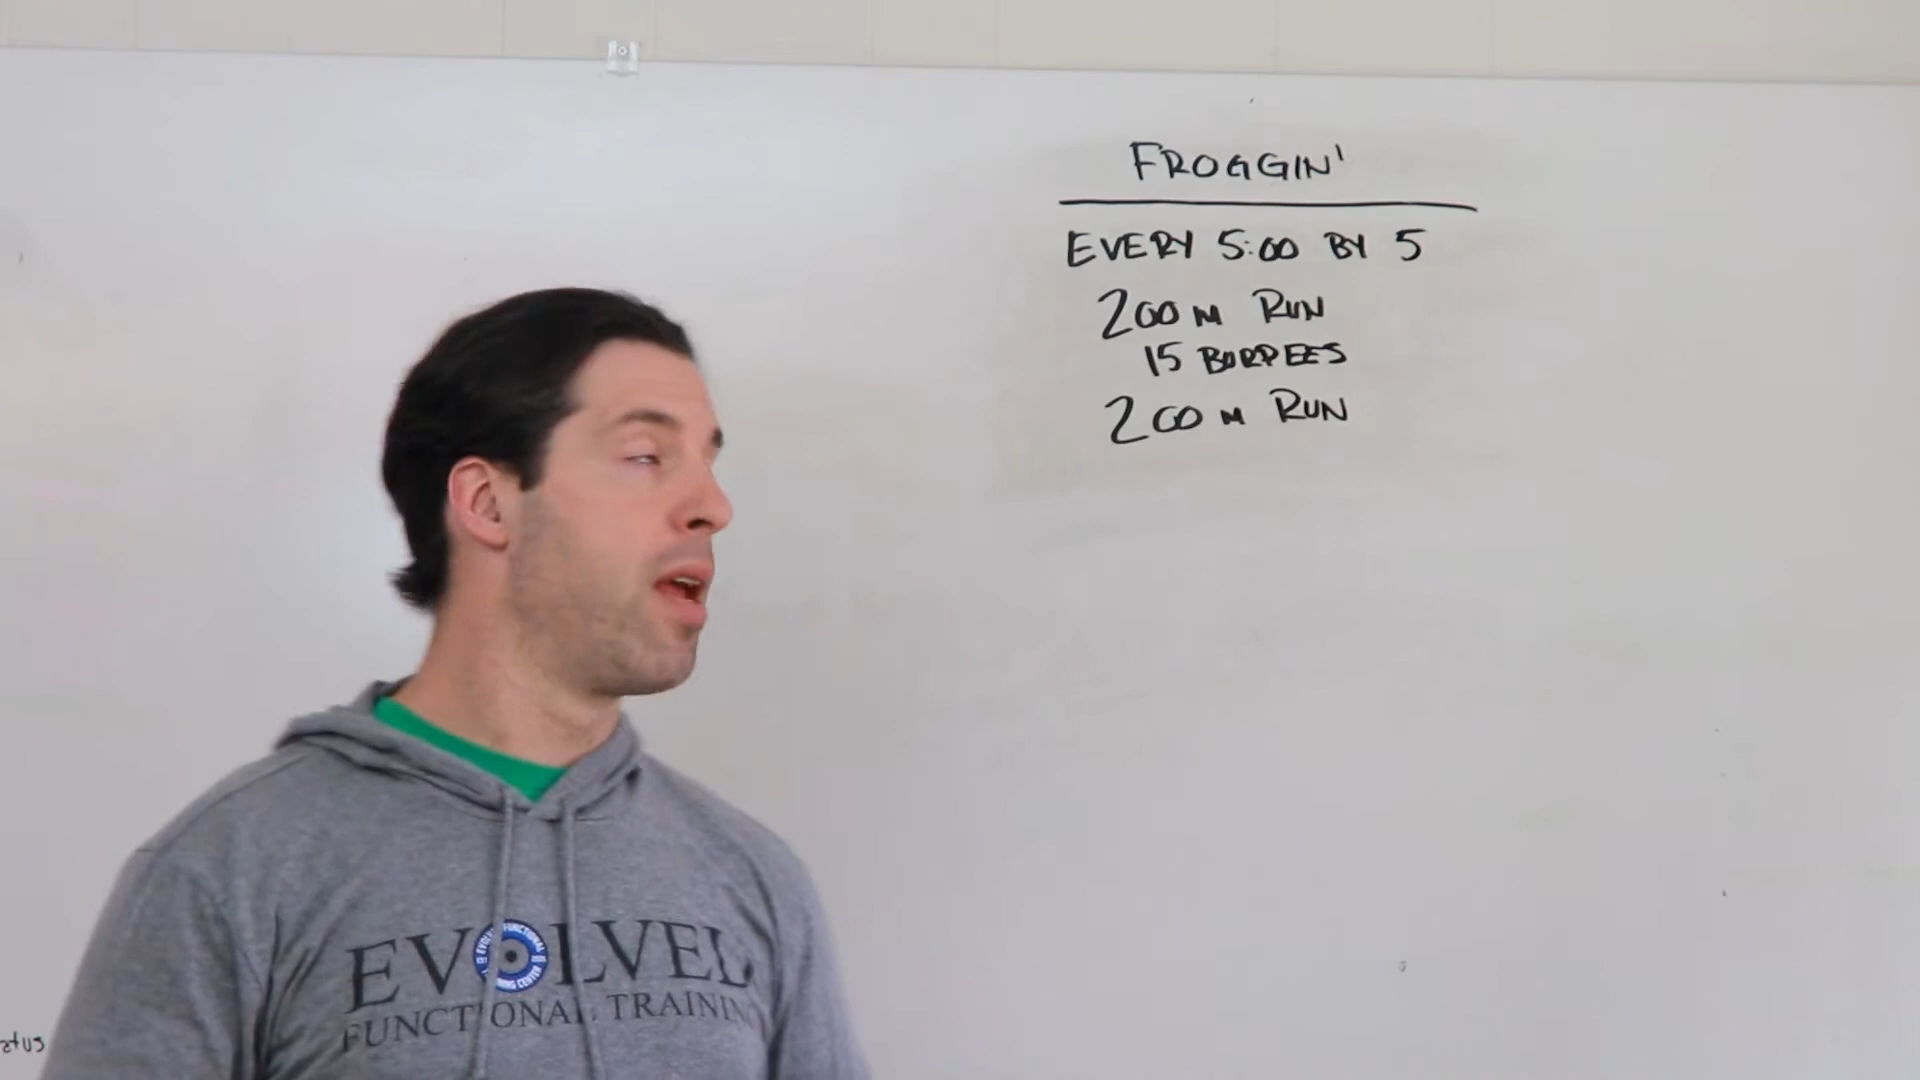 FROGGIN'
EVERY 5:00 BY 5
200 M RUN
15 BURPEES
200 M RUN
EVOLVED
FUNCTIONAL TRAINING